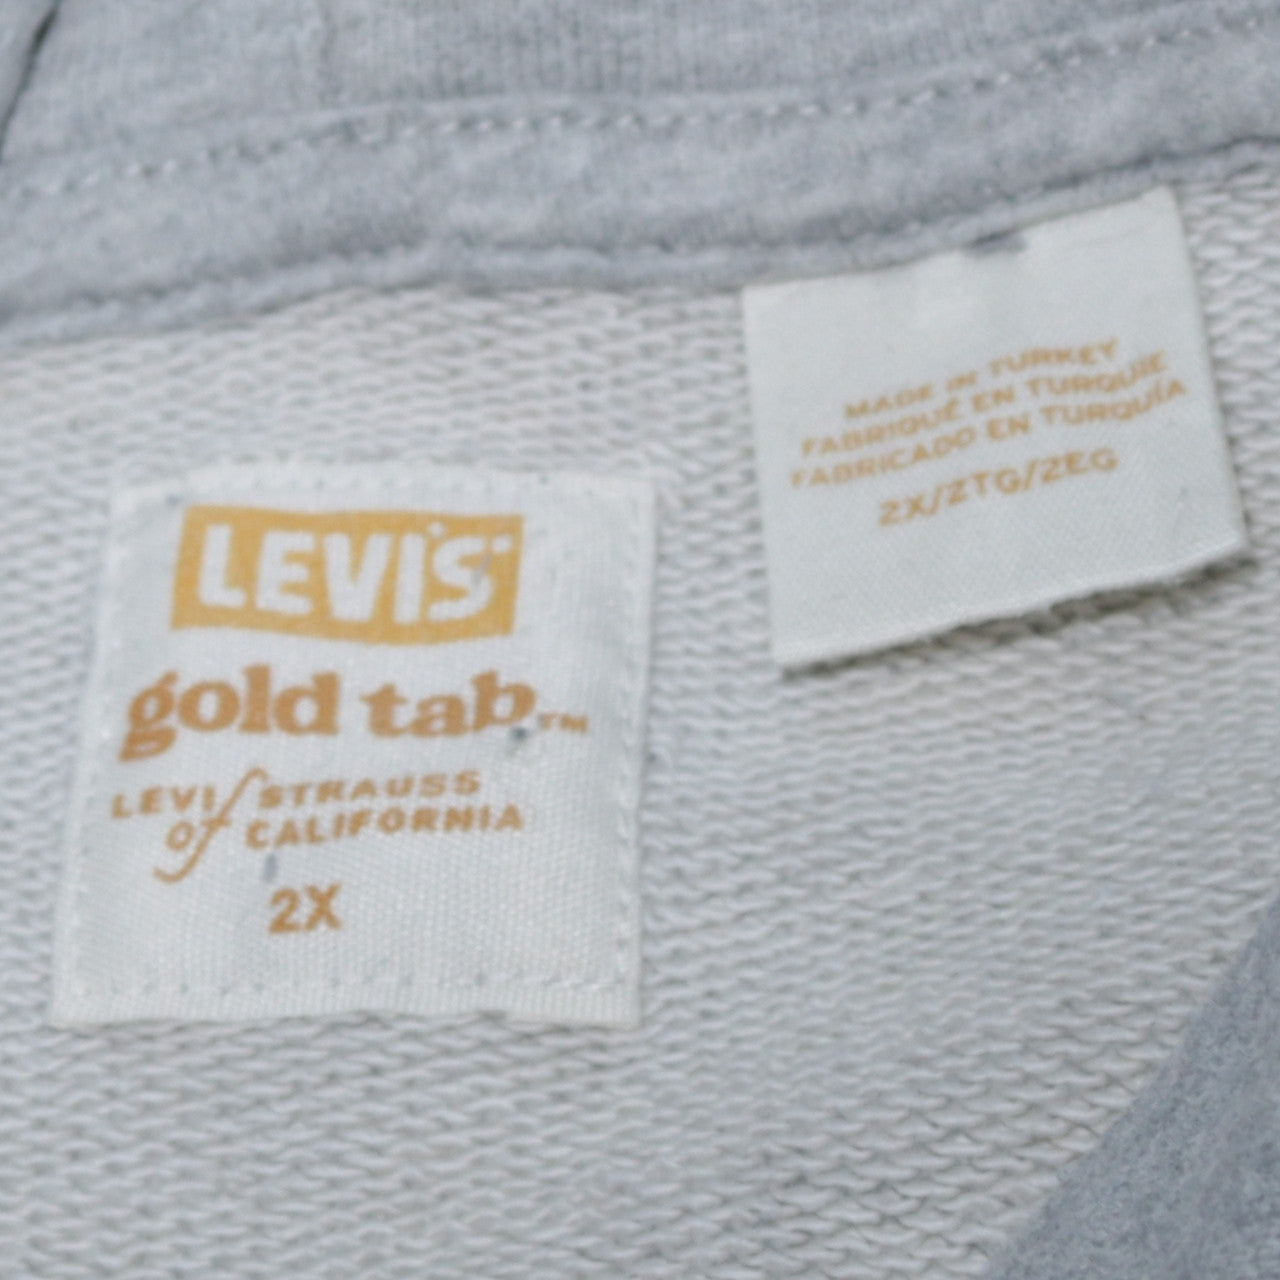 LEVI'S
gold tab™
LEVI STRAUSS
of CALIFORNIA
2X
MADE IN TURKEY
FABRIQUÉ EN TURQUIE
FABRICADO EN TURQUÍA
2X/2TG/2EG